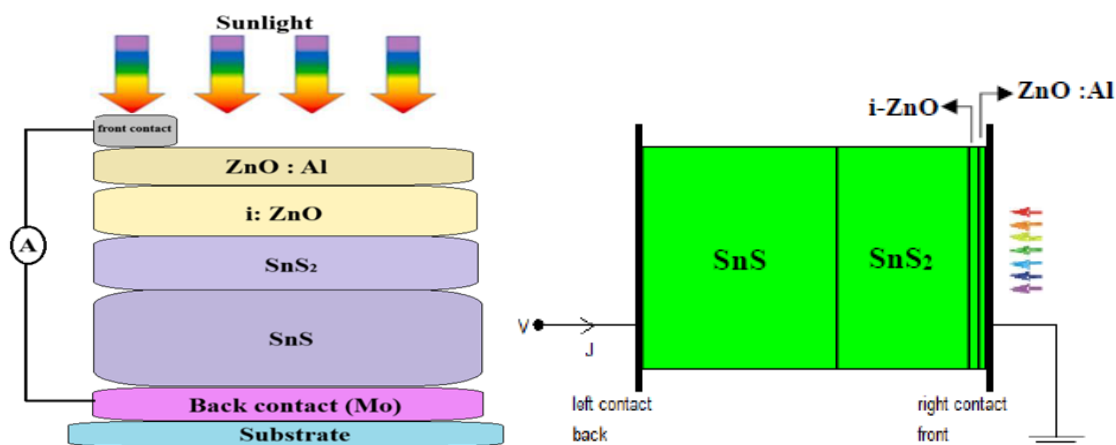 Sunlight
front contact
ZnO : Al
i: ZnO
SnS₂
SnS
Back contact (Mo)
Substrate
A
i-ZnO
ZnO :Al
SnS
SnS₂
V
J
left contact
back
right contact
front